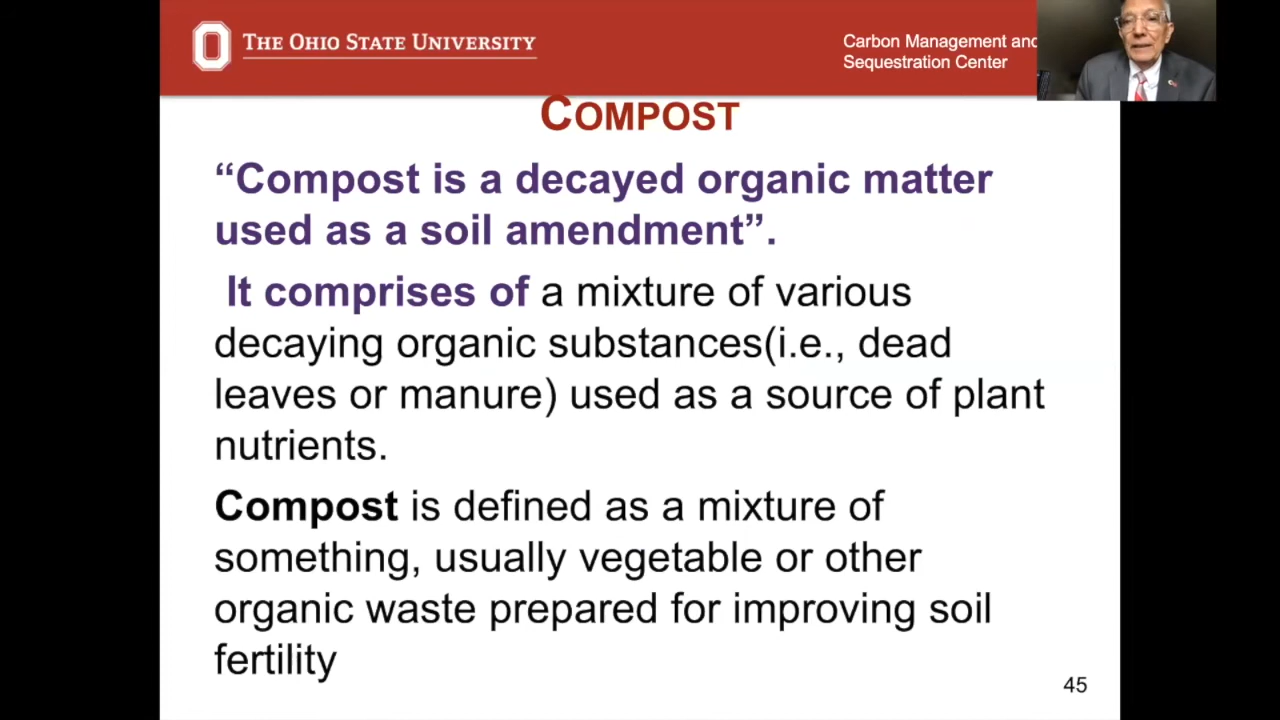 THE OHIO STATE UNIVERSITY
Carbon Management and
Sequestration Center
COMPOST
“Compost is a decayed organic matter
used as a soil amendment”.
It comprises of a mixture of various
decaying organic substances(i.e., dead
leaves or manure) used as a source of plant
nutrients.
Compost is defined as a mixture of
something, usually vegetable or other
organic waste prepared for improving soil
fertility
45